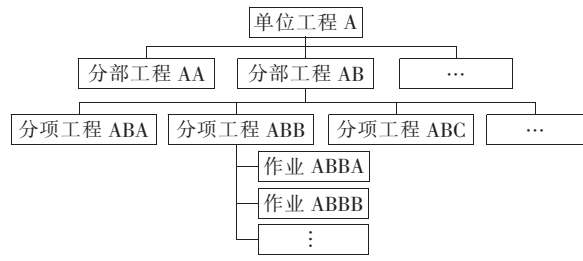 单位工程 A
分部工程 AA
分部工程 AB
…
分项工程 ABA
分项工程 ABB
分项工程 ABC
…
作业 ABBA
作业 ABBB
⋮